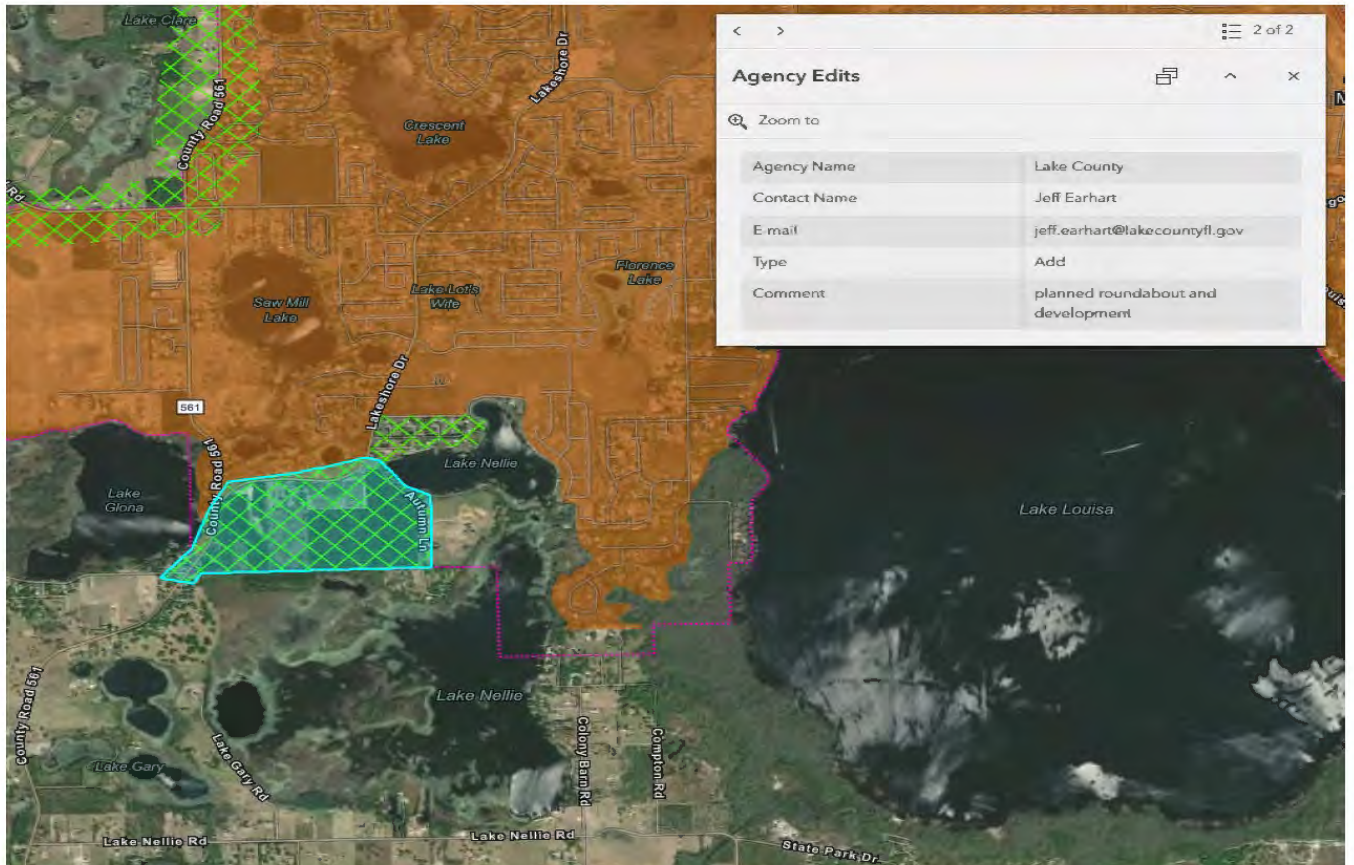 2 of 2
Agency Edits
Zoom to
Agency Name Lake County
Contact Name Jeff Earhart
E-mail jeff.earhart@lakecountyfl.gov
Type Add
Comment planned roundabout and
development
Lake Clare
County Road 561
Rd
Lakeshore Dr
Crescent
Lake
Florence
Lake
Saw Mill
Lake
Lake Lot's
Wife
Lakeshore Dr
561
County Road 561
Lake Nellie
Lake
Glona
Autumn Ln
Lake Louisa
Lake Nellie
County Road 561
Lake Gary
Lake Gary Rd
Colony Barn Rd
Compton Rd
Lake Nellie Rd
Lake Nellie Rd
State Park Dr